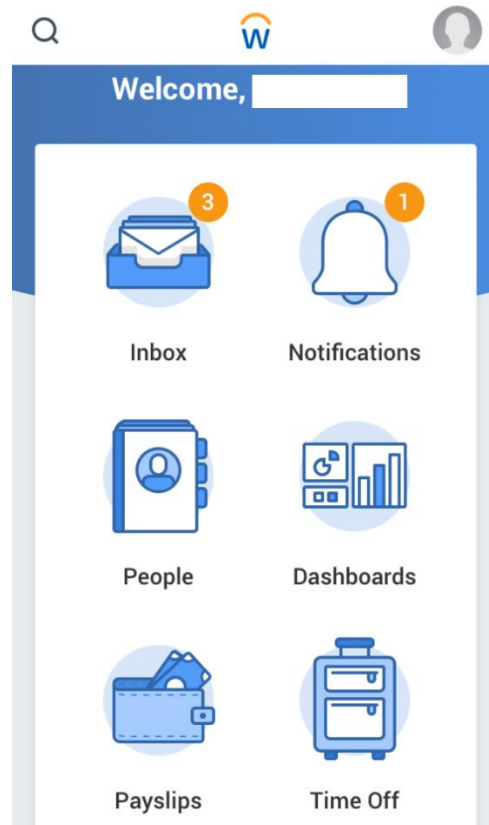 W
Welcome,
3
1
Inbox
Notifications
People
Dashboards
Payslips
Time Off